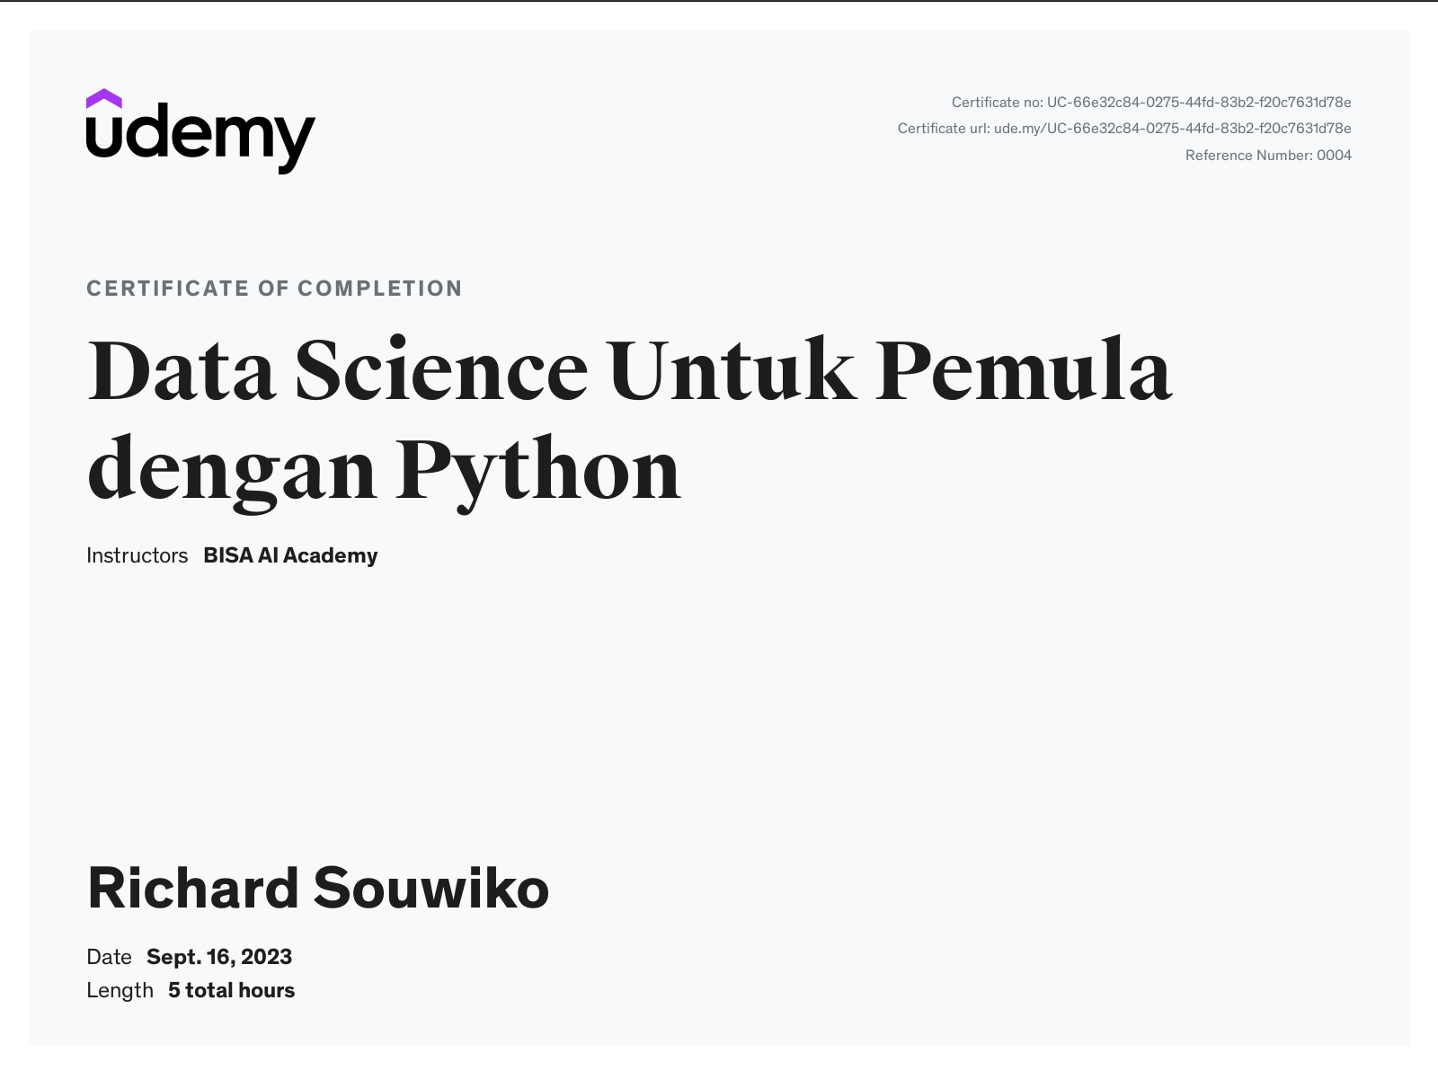 udemy
Certificate no: UC-66e32c84-0275-44fd-83b2-f20c7631d78e
Certificate url: ude.my/UC-66e32c84-0275-44fd-83b2-f20c7631d78e
Reference Number: 0004
CERTIFICATE OF COMPLETION
Data Science Untuk Pemula
dengan Python
Instructors BISA AI Academy
Richard Souwiko
Date Sept. 16, 2023
Length 5 total hours